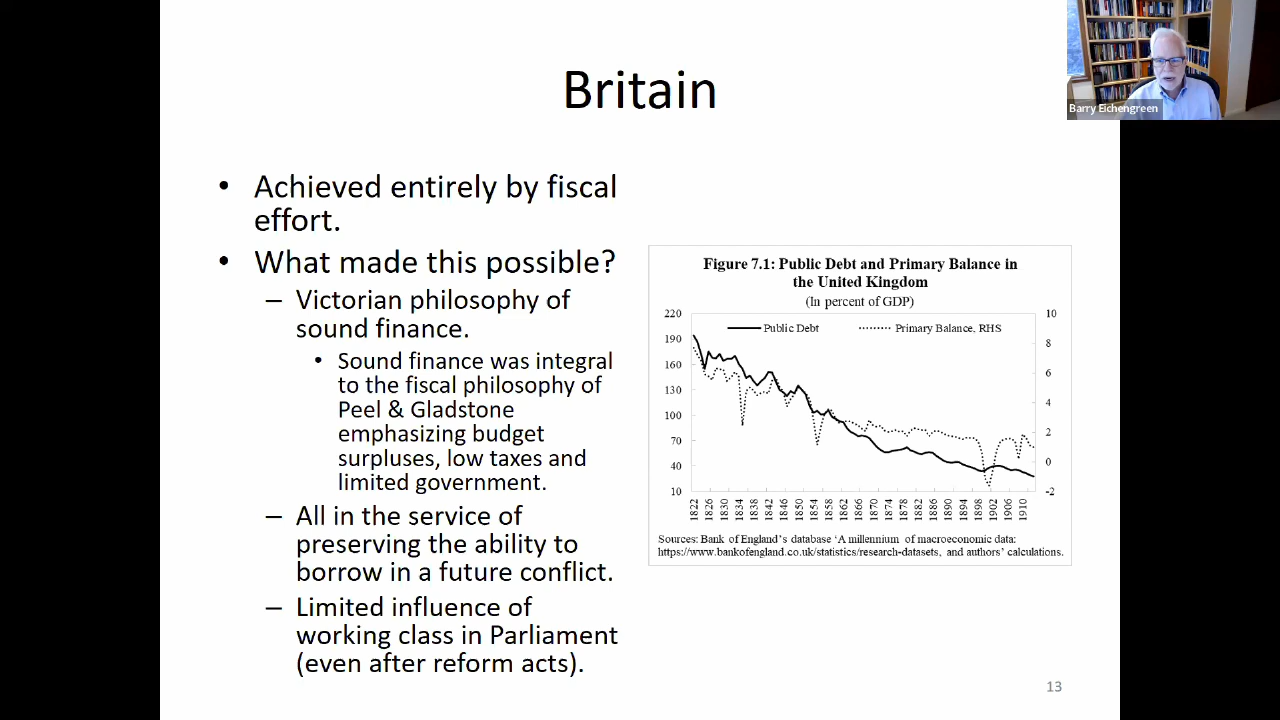 Britain
Barry Eichengreen
• Achieved entirely by fiscal
effort.
• What made this possible?
– Victorian philosophy of
sound finance.
• Sound finance was integral
to the fiscal philosophy of
Peel & Gladstone
emphasizing budget
surpluses, low taxes and
limited government.
– All in the service of
preserving the ability to
borrow in a future conflict.
– Limited influence of
working class in Parliament
(even after reform acts).
Figure 7.1: Public Debt and Primary Balance in
the United Kingdom
(In percent of GDP)
Public Debt
Primary Balance, RHS
220
190
160
130
100
70
40
10
10
8
6
4
2
0
-2
1822
1826
1830
1834
1838
1842
1846
1850
1854
1858
1862
1866
1870
1874
1878
1882
1886
1890
1894
1898
1902
1906
1910
Sources: Bank of England's database 'A millennium of macroeconomic data:
https://www.bankofengland.co.uk/statistics/research-datasets, and authors' calculations.
13